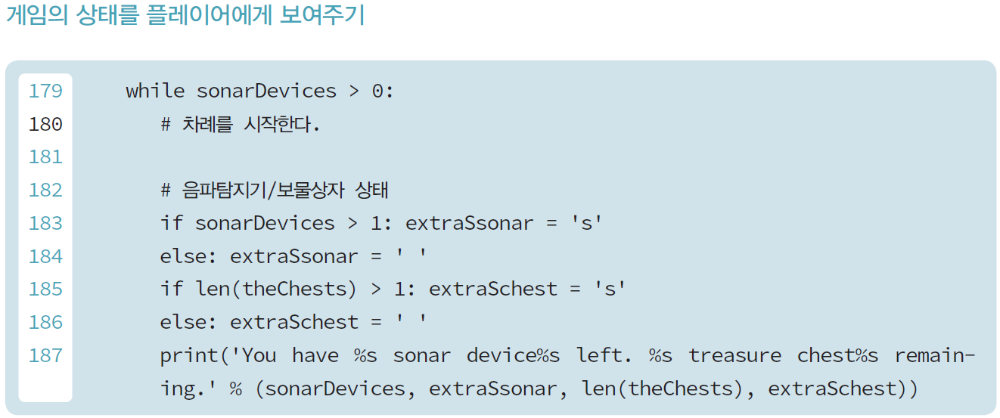 게임의 상태를 플레이어에게 보여주기
179 while sonarDevices > 0:
180 # 차례를 시작한다.
181
182 # 음파탐지기/보물상자 상태
183 if sonarDevices > 1: extraSsonar = 's'
184 else: extraSsonar = ' '
185 if len(theChests) > 1: extraSchest = 's'
186 else: extraSchest = ' '
187 print('You have %s sonar device%s left. %s treasure chest%s remain-
ing.' % (sonarDevices, extraSsonar, len(theChests), extraSchest))